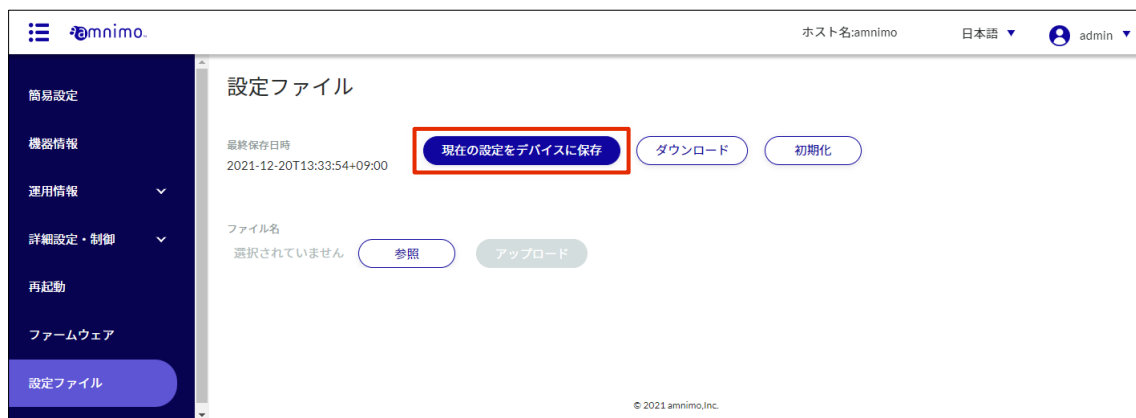 amnimo
ホスト名:amnimo 日本語 admin
簡易設定
機器情報
運用情報
詳細設定・制御
再起動
ファームウェア
設定ファイル
設定ファイル
最終保存日時
2021-12-20T13:33:54+09:00
現在の設定をデバイスに保存 ダウンロード 初期化
ファイル名
選択されていません 参照 アップロード
© 2021 amnimo,Inc.